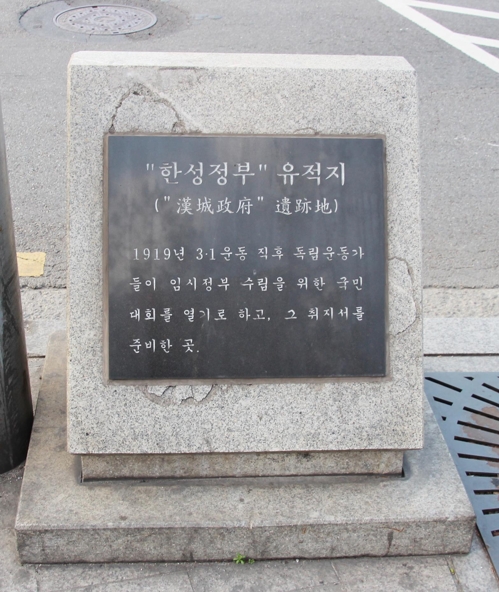 "한성정부" 유적지
("漢城政府" 遺跡地)
1919년 3·1운동 직후 독립운동가
들이 임시정부 수립을 위한 국민
대회를 열기로 하고, 그 취지서를
준비한 곳.